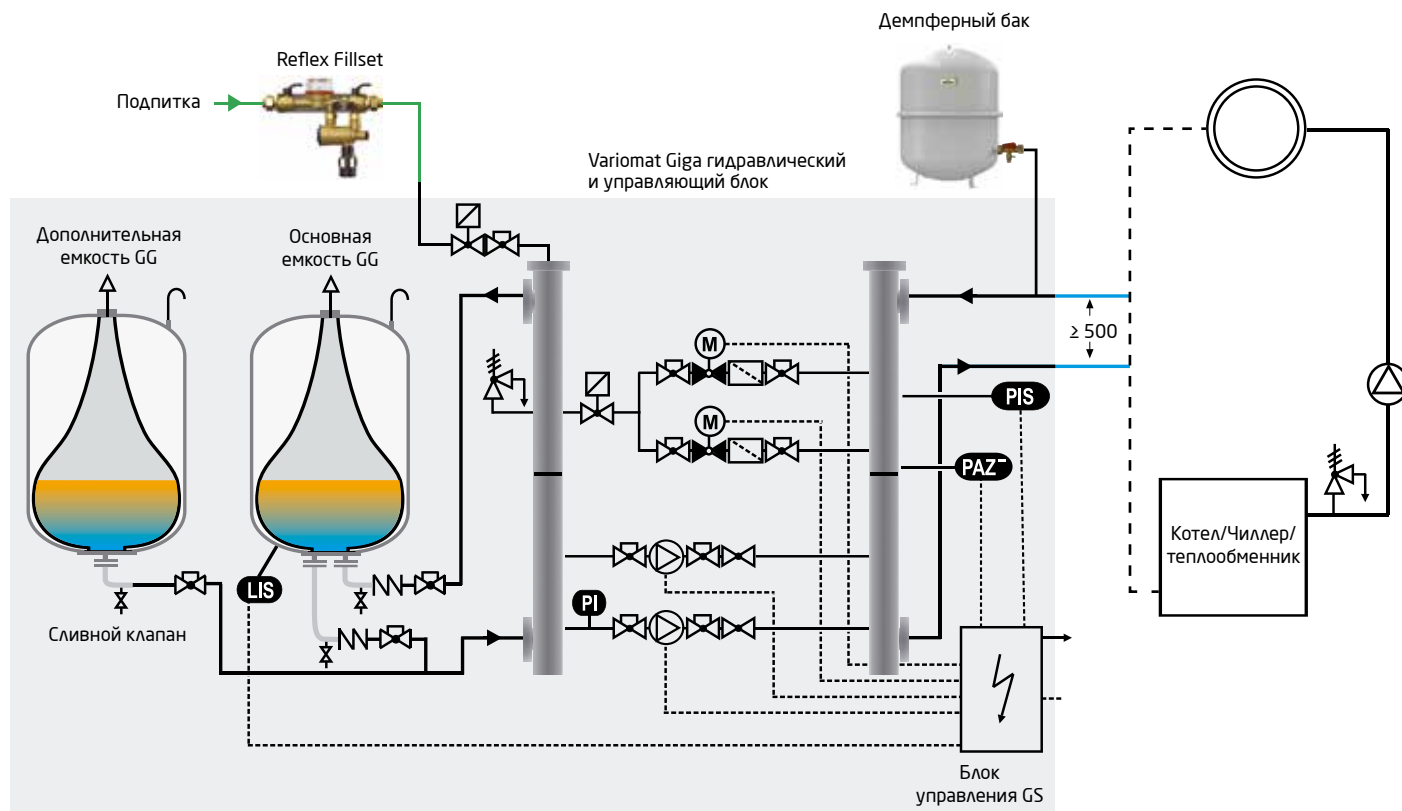 Демпферный бак
Reflex Fillset
Подпитка
Variomat Giga гидравлический
и управляющий блок
Дополнительная
емкость GG
Основная
емкость GG
≥ 500
M
PIS
M
PAZ⁻
Котел/Чиллер/
теплообменник
LIS
PI
Сливной клапан
Блок
управления GS